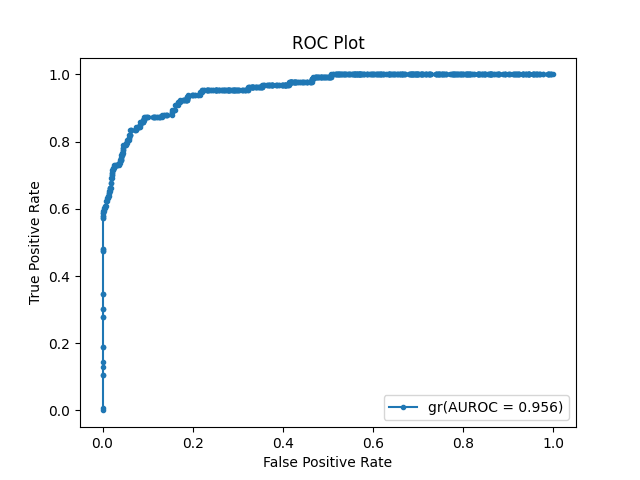 ROC Plot
True Positive Rate
1.0
0.8
0.6
0.4
0.2
0.0
gr(AUROC = 0.956)
0.0 0.2 0.4 0.6 0.8 1.0
False Positive Rate